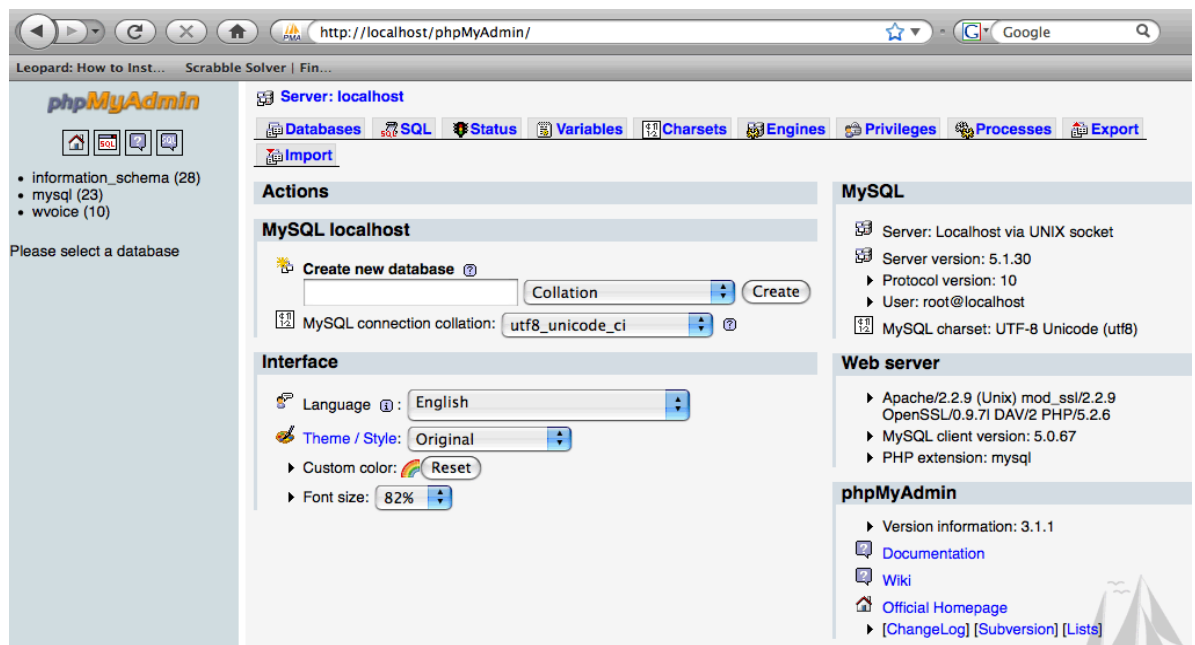 http://localhost/phpMyAdmin/
Google
Leopard: How to Inst... Scrabble Solver | Fin...
phpMyAdmin
information_schema (28)
mysql (23)
wvoice (10)
Please select a database
Server: localhost
Databases SQL Status Variables Charsets Engines Privileges Processes Export
Import
Actions
MySQL localhost
Create new database
Collation Create
MySQL connection collation: utf8_unicode_ci
Interface
Language : English
Theme / Style: Original
Custom color: Reset
Font size: 82%
MySQL
Server: Localhost via UNIX socket
Server version: 5.1.30
Protocol version: 10
User: root@localhost
MySQL charset: UTF-8 Unicode (utf8)
Web server
Apache/2.2.9 (Unix) mod_ssl/2.2.9
OpenSSL/0.9.7l DAV/2 PHP/5.2.6
MySQL client version: 5.0.67
PHP extension: mysql
phpMyAdmin
Version information: 3.1.1
Documentation
Wiki
Official Homepage
[ChangeLog] [Subversion] [Lists]